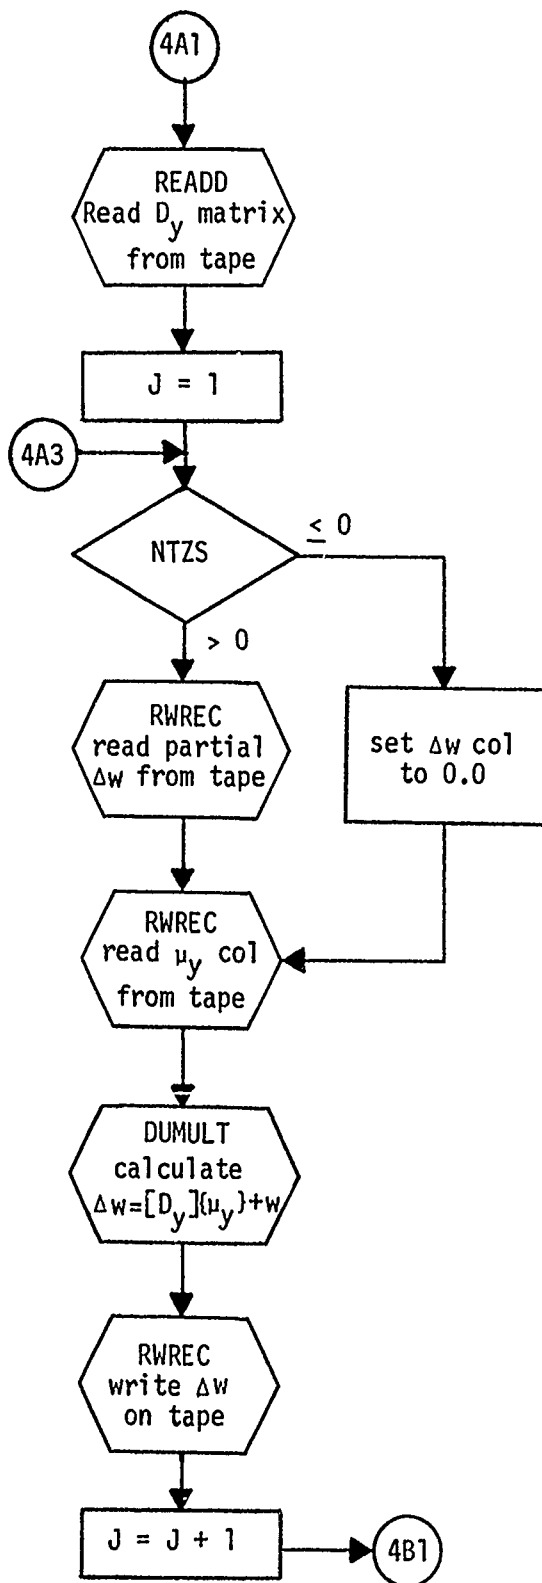 4A1
READD
Read D_y matrix
from tape
J = 1
4A3
NTZS
≤ 0
> 0
RWREC
read partial
Δw from tape
set Δw col
to 0.0
RWREC
read μ_y col
from tape
DUMULT
calculate
Δw=[D_y]{μ_y}+w
RWREC
write Δw
on tape
J = J + 1
4B1